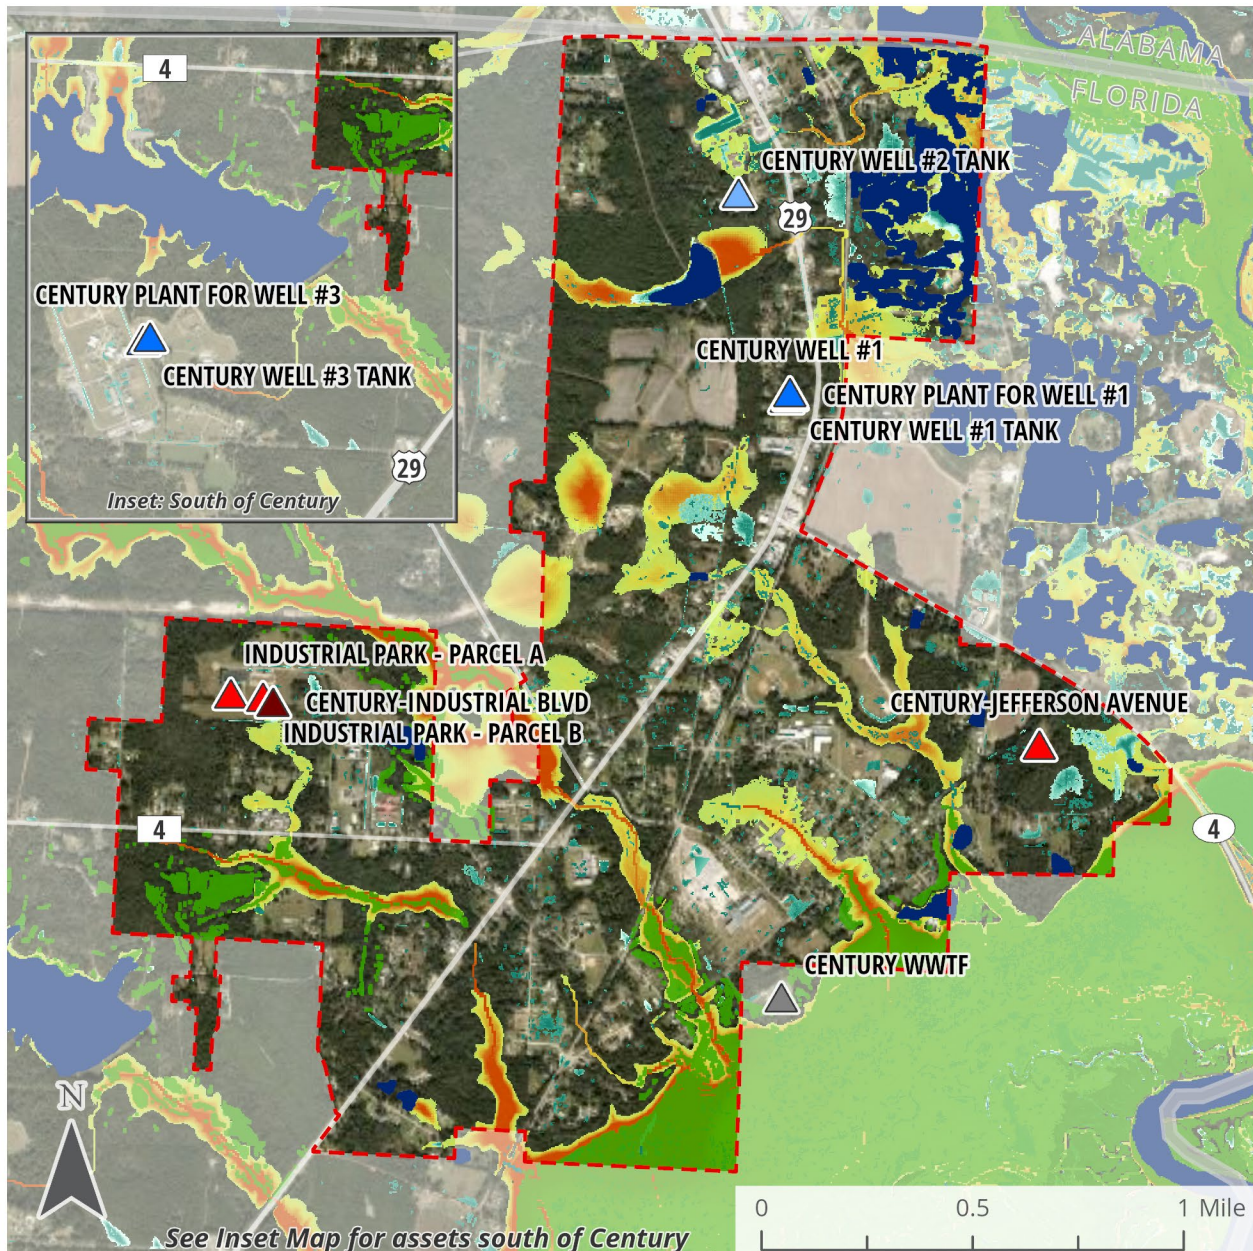 ALABAMA
FLORIDA
4
CENTURY PLANT FOR WELL #3
CENTURY WELL #3 TANK
29
Inset: South of Century
CENTURY WELL #2 TANK
29
CENTURY WELL #1
CENTURY PLANT FOR WELL #1
CENTURY WELL #1 TANK
INDUSTRIAL PARK - PARCEL A
CENTURY-INDUSTRIAL BLVD
INDUSTRIAL PARK - PARCEL B
CENTURY-JEFFERSON AVENUE
4
4
CENTURY WWTF
N
See Inset Map for assets south of Century
0 0.5 1 Mile